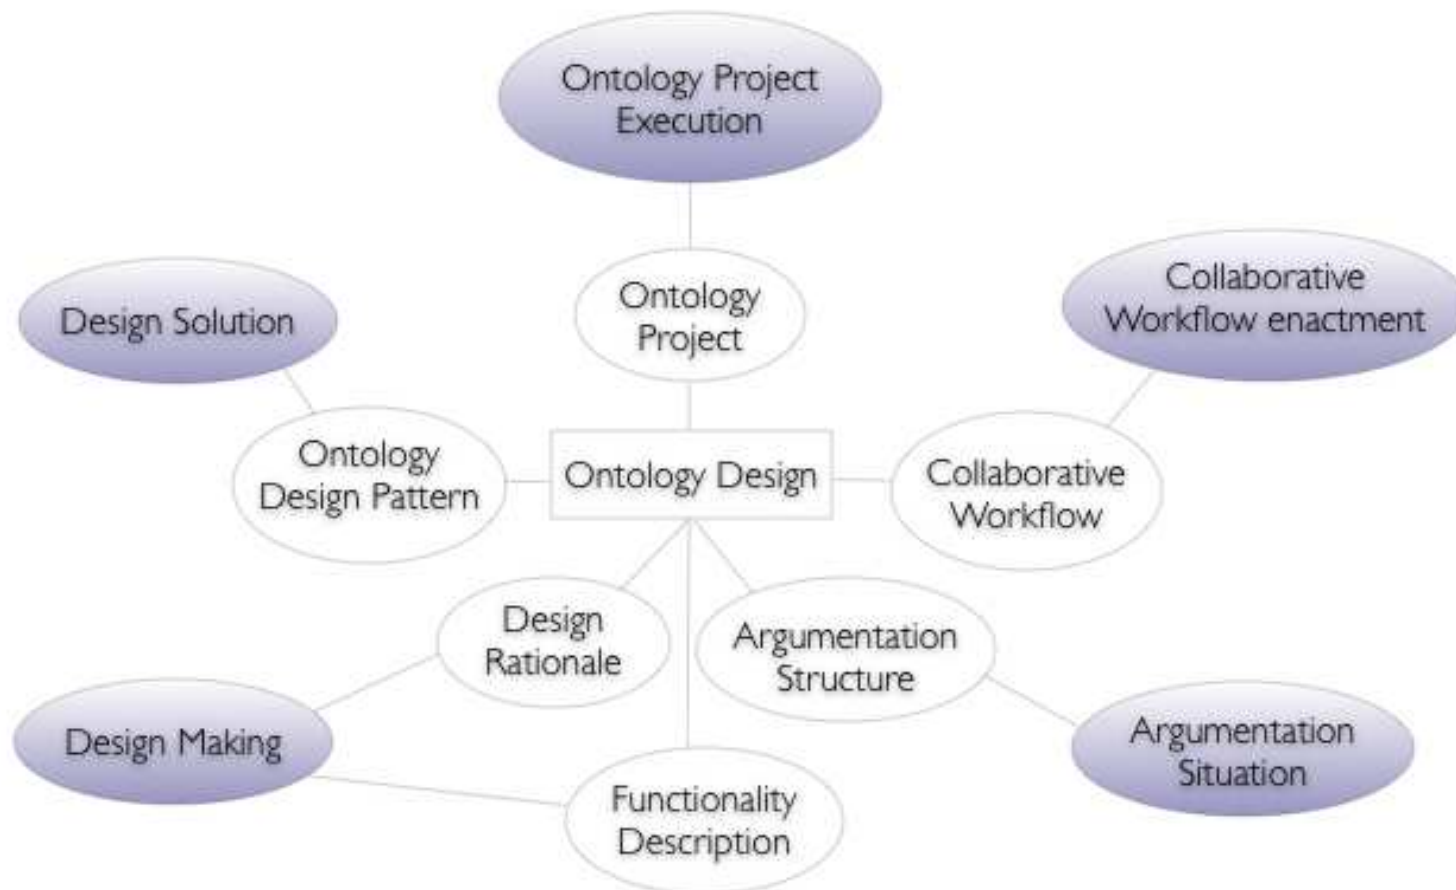 Ontology Project
Execution
Ontology
Project
Collaborative
Workflow enactment
Design Solution
Ontology
Design Pattern
Ontology Design
Collaborative
Workflow
Design
Rationale
Argumentation
Structure
Design Making
Argumentation
Situation
Functionality
Description